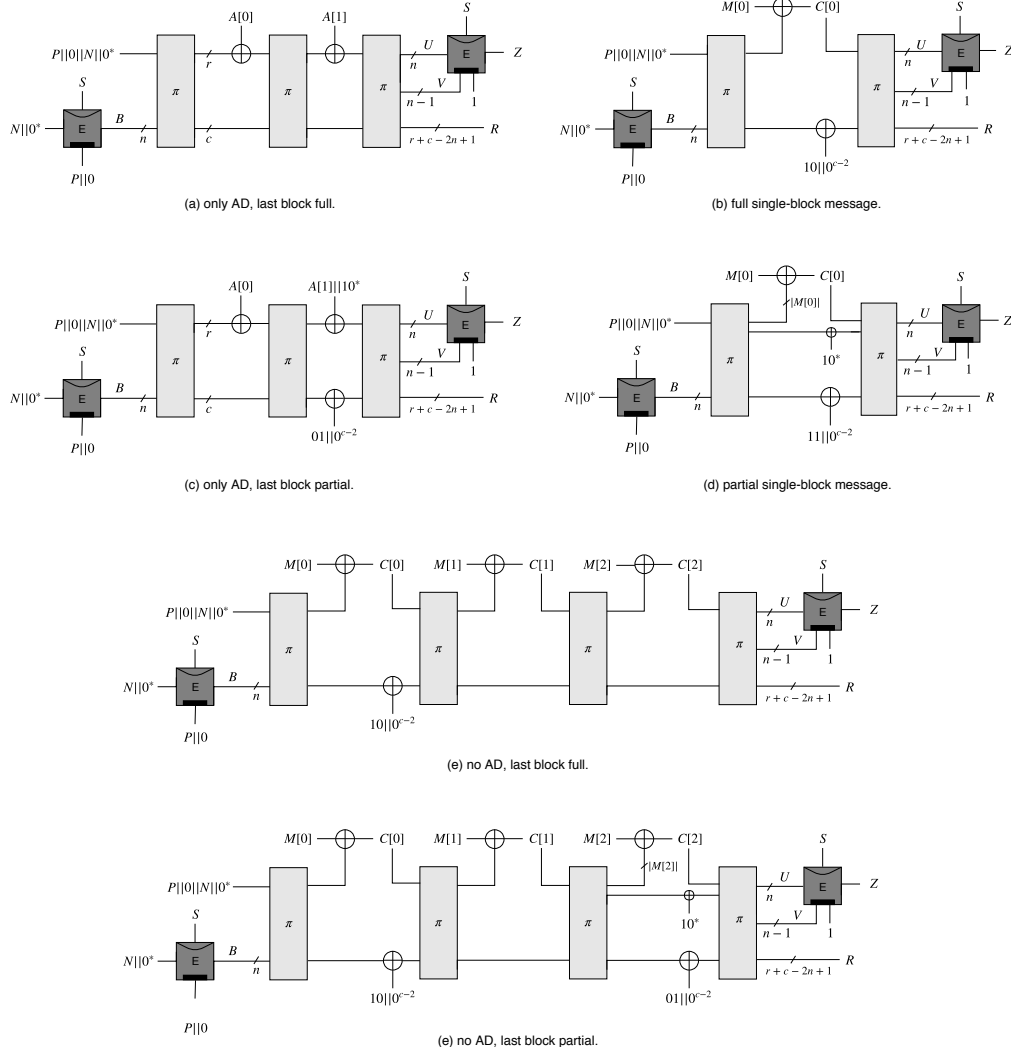 S
A[0] A[1]
P||0||N||0* π r π π U n E Z
S
V n − 1 1
N||0* E B n c R
r + c − 2n + 1
P||0
(a) only AD, last block full.
M[0] C[0] S
P||0||N||0* π π U n E Z
S
V n − 1 1
N||0* E B n R
r + c − 2n + 1
10||0^{c−2}
P||0
(b) full single-block message.
A[0] A[1]||10* S
P||0||N||0* r U n E Z
π π π
S V n − 1 1
N||0* E B n c R
r + c − 2n + 1
01||0^{c−2}
P||0
(c) only AD, last block partial.
M[0] C[0] S
|M[0]|
P||0||N||0* U n E Z
π 10* π
S V n − 1 1
N||0* E B n R
r + c − 2n + 1
11||0^{c−2}
P||0
(d) partial single-block message.
M[0] C[0] M[1] C[1] M[2] C[2] S
P||0||N||0* U n E Z
S π π π π V n − 1 1
N||0* E B n R
r + c − 2n + 1
10||0^{c−2}
P||0
(e) no AD, last block full.
M[0] C[0] M[1] C[1] M[2] C[2] S
|M[2]|
P||0||N||0* U n E Z
S π π π 10* π V n − 1 1
N||0* E B n R
r + c − 2n + 1
10||0^{c−2} 01||0^{c−2}
P||0
(e) no AD, last block partial.